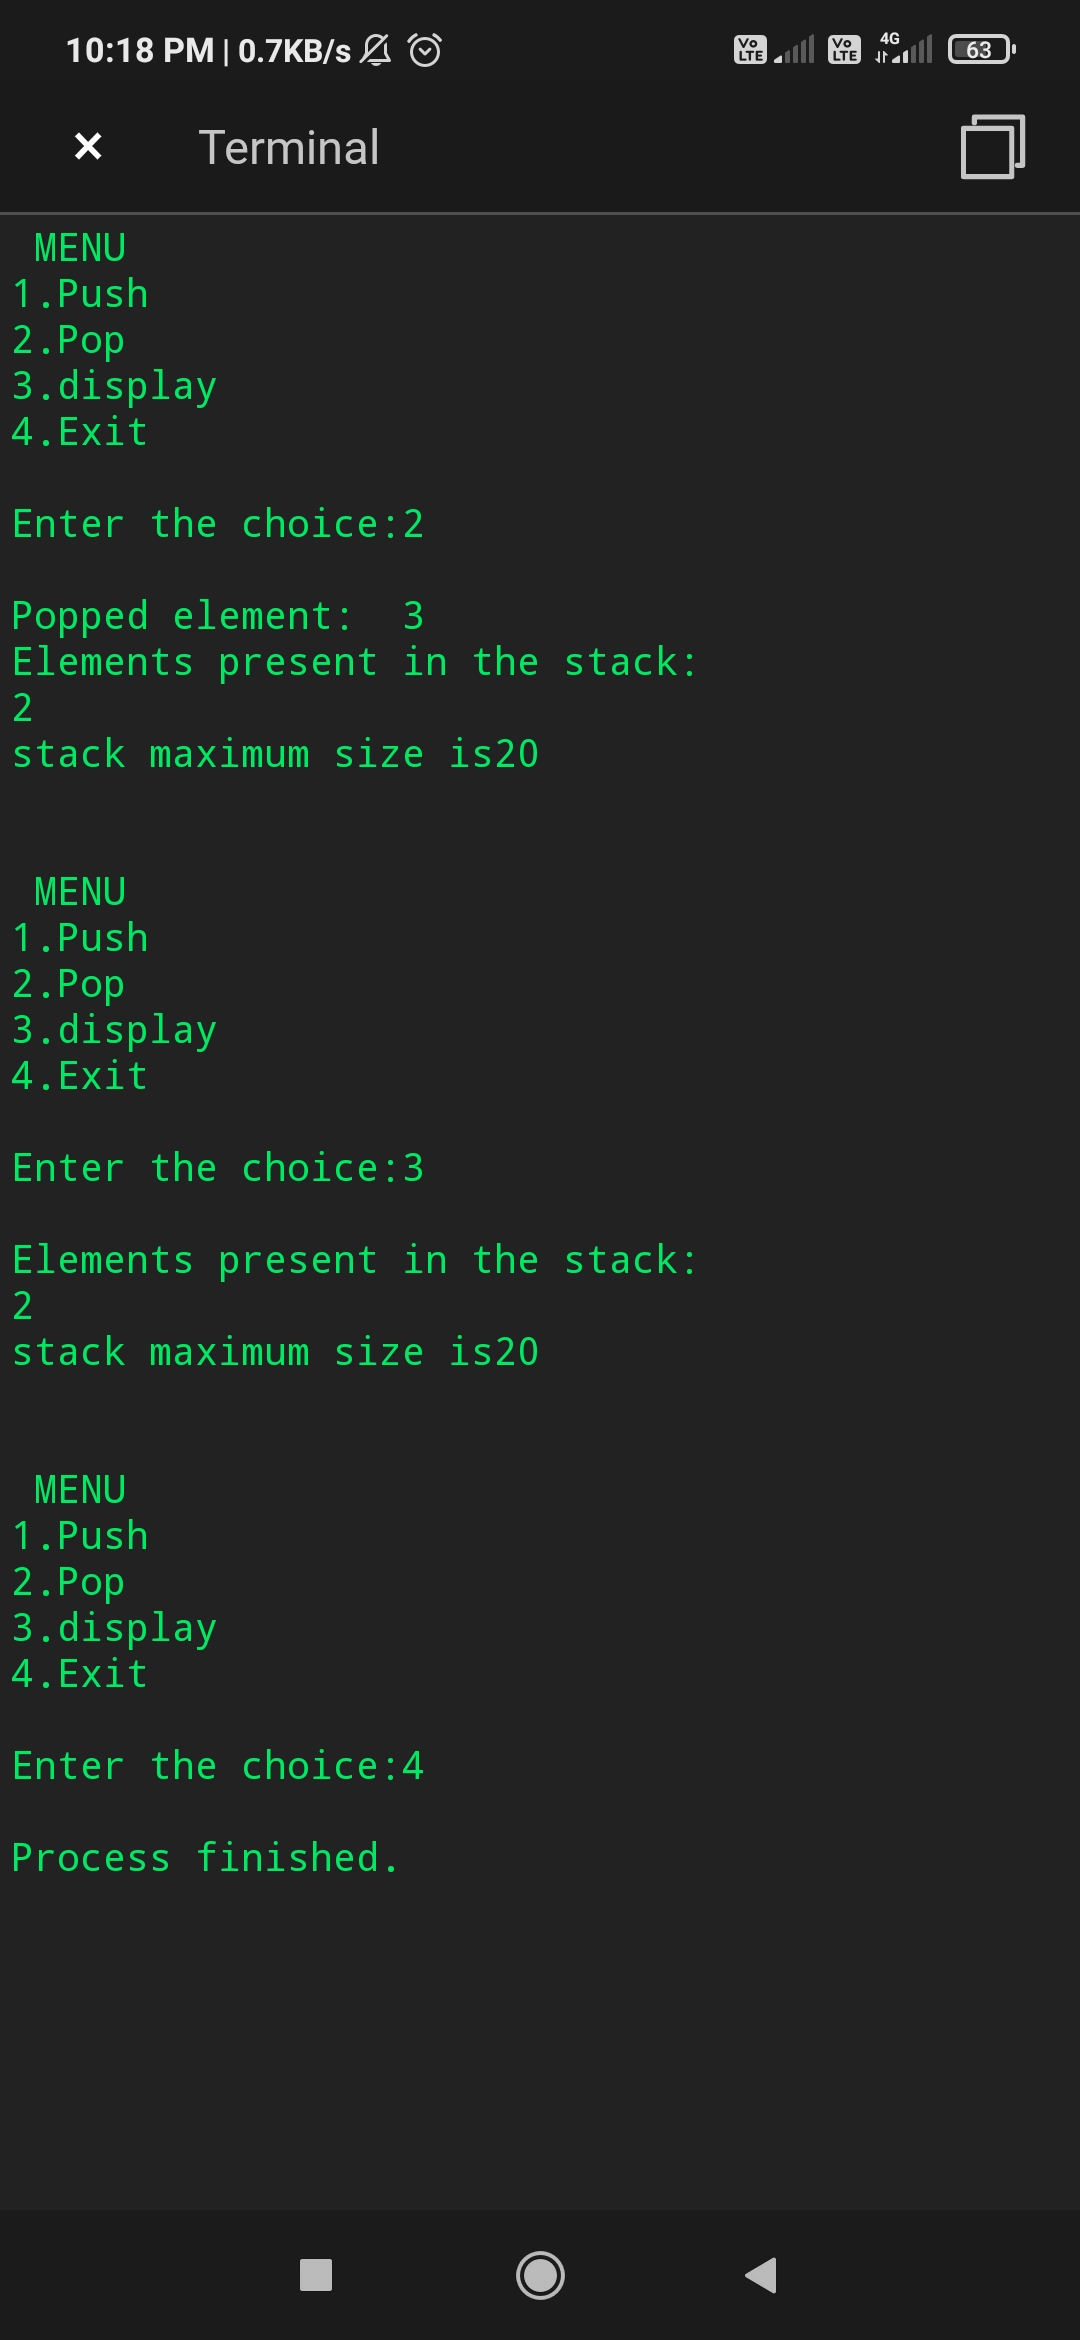 10:18 PM | 0.7KB/s
Vo LTE Vo LTE 4G 63
Terminal
MENU
1.Push
2.Pop
3.display
4.Exit
Enter the choice:2
Popped element:  3
Elements present in the stack:
2
stack maximum size is20
MENU
1.Push
2.Pop
3.display
4.Exit
Enter the choice:3
Elements present in the stack:
2
stack maximum size is20
MENU
1.Push
2.Pop
3.display
4.Exit
Enter the choice:4
Process finished.